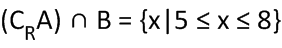 (C_RA) ∩ B = {x|5 ≤ x ≤ 8}